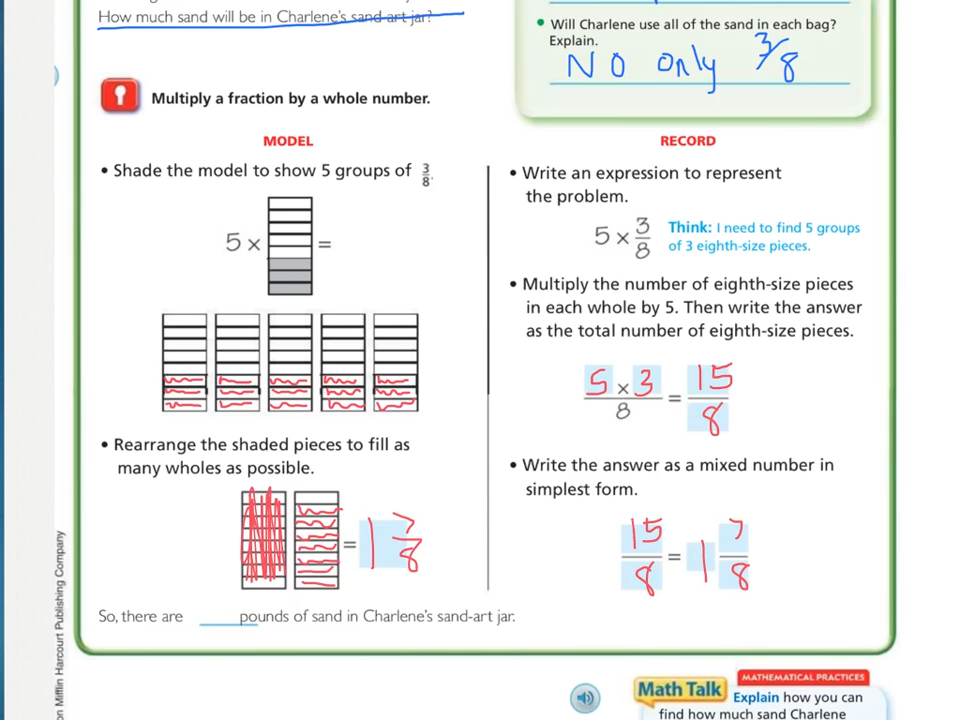 How much sand will be in Charlene's sand-art jar?
• Will Charlene use all of the sand in each bag?
Explain.
NO only 3/8
Multiply a fraction by a whole number.
MODEL
• Shade the model to show 5 groups of 3/8.
5 ×
=
• Rearrange the shaded pieces to fill as
many wholes as possible.
= 1 7/8
RECORD
• Write an expression to represent
the problem.
5 × 3/8
Think: I need to find 5 groups
of 3 eighth-size pieces.
• Multiply the number of eighth-size pieces
in each whole by 5. Then write the answer
as the total number of eighth-size pieces.
5 × 3 / 8 = 15/8
• Write the answer as a mixed number in
simplest form.
15/8 = 1 7/8
So, there are ____ pounds of sand in Charlene's sand-art jar.
on Mifflin Harcourt Publishing Company
Math Talk
MATHEMATICAL PRACTICES
Explain how you can
find how much sand Charlene